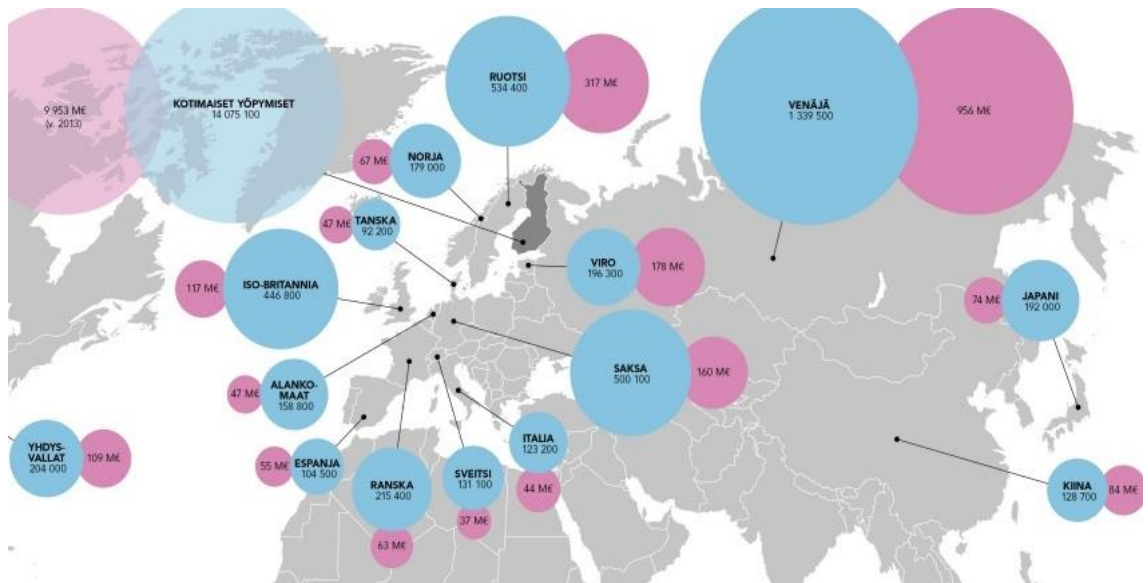 9 953 M€
(v. 2013)
KOTIMAISET YÖPYMISET
14 075 100
RUOTSI
534 400
317 M€
VENÄJÄ
1 339 500
956 M€
67 M€
NORJA
179 000
47 M€
TANSKA
92 200
117 M€
ISO-BRITANNIA
446 800
VIRO
196 300
178 M€
74 M€
JAPANI
192 000
47 M€
ALANKO-
MAAT
158 800
SAKSA
500 100
160 M€
YHDYS-
VALLAT
204 000
109 M€
55 M€
ESPANJA
104 500
RANSKA
215 400
63 M€
SVEITSI
131 100
37 M€
ITALIA
123 200
44 M€
KIINA
128 700
84 M€